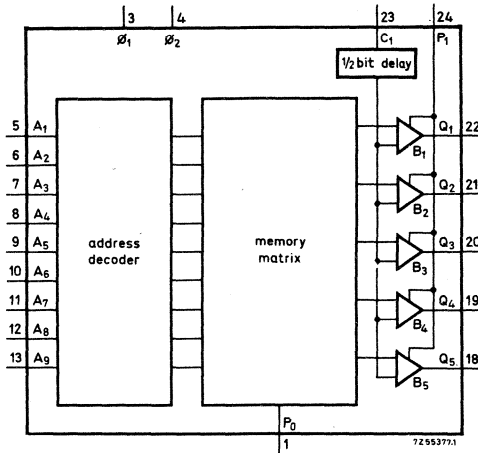 3 4 23 24
Ø1 Ø2 C1 P1
1/2 bit delay
5 A1 Q1 22
B1
6 A2
7 A3 Q2 21
B2
8 A4
9 A5 address decoder memory matrix Q3 20
B3
10 A6
11 A7 Q4 19
B4
12 A8
13 A9 Q5 18
B5
P0
1
7Z55377.1